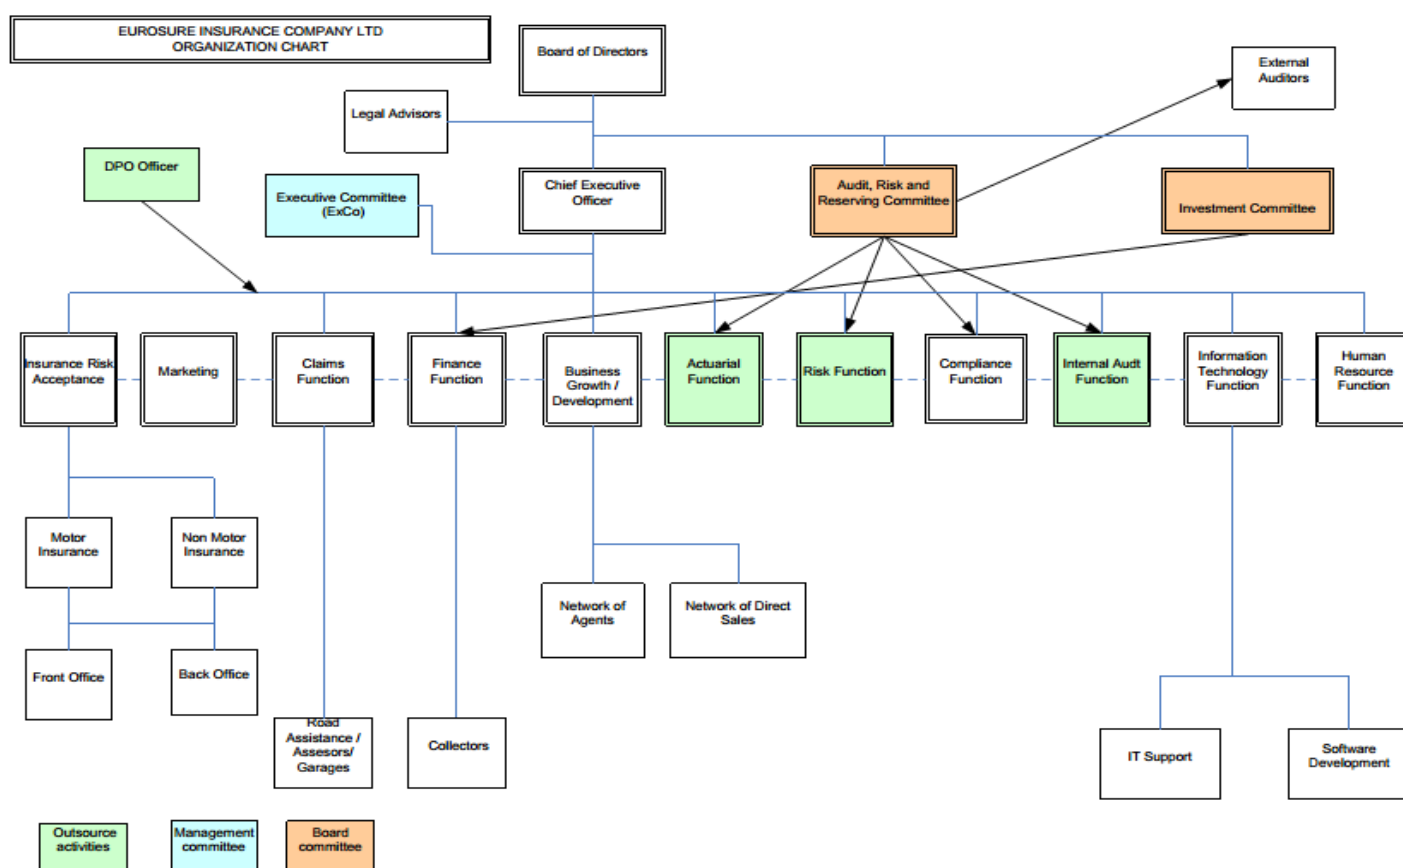 EUROSURE INSURANCE COMPANY LTD
ORGANIZATION CHART
Board of Directors
External
Auditors
Legal Advisors
DPO Officer
Executive Committee
(ExCo)
Chief Executive
Officer
Audit, Risk and
Reserving Committee
Investment Committee
Insurance Risk
Acceptance
Marketing
Claims
Function
Finance
Function
Business
Growth /
Development
Actuarial
Function
Risk Function
Compliance
Function
Internal Audt
Function
Information
Technology
Function
Human
Resource
Function
Motor
Insurance
Non Motor
Insurance
Network of
Agents
Network of Direct
Sales
Front Office
Back Office
Road
Assistance /
Assesors/
Garages
Collectors
IT Support
Software
Development
Outsource
activities
Management
committee
Board
committee